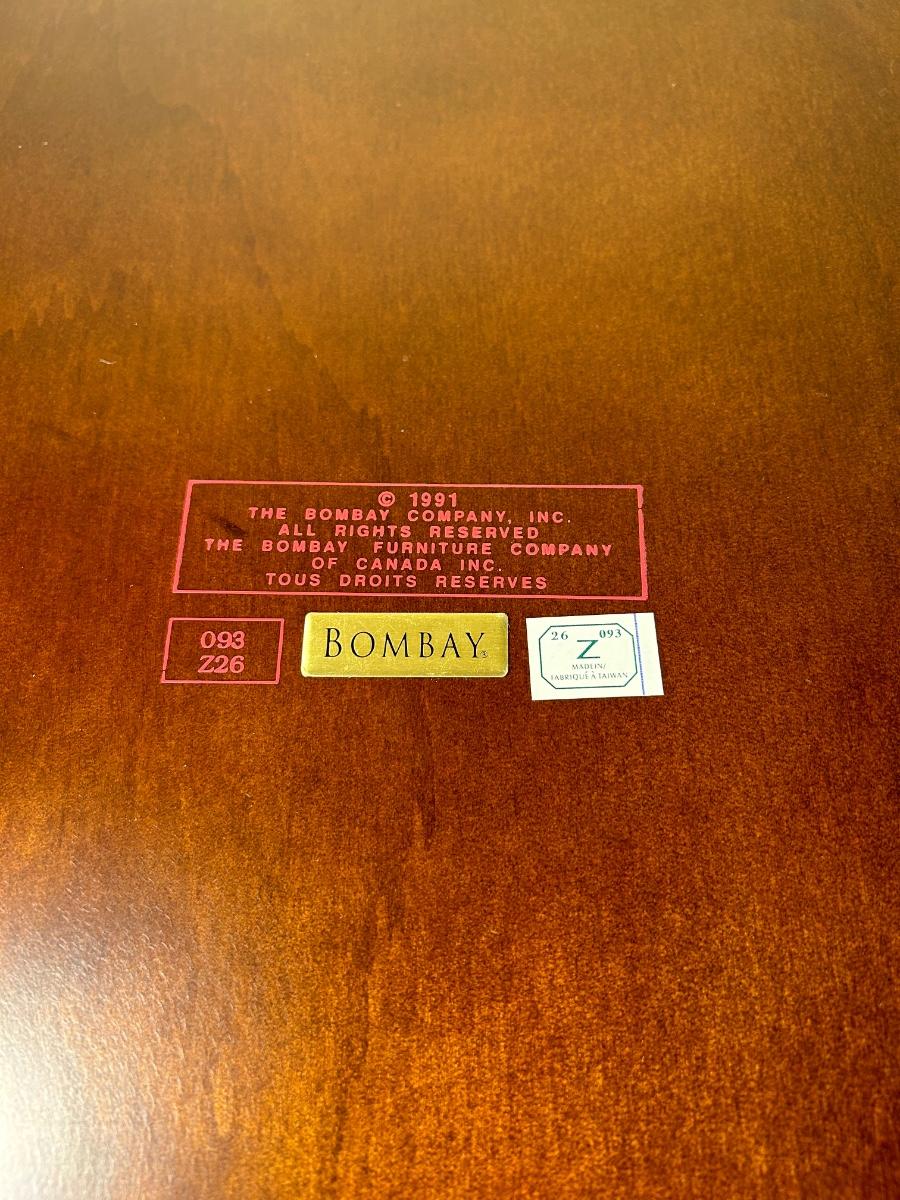 © 1991
THE BOMBAY COMPANY, INC.
ALL RIGHTS RESERVED
THE BOMBAY FURNITURE COMPANY
OF CANADA INC.
TOUS DROITS RESERVES
093
Z26
BOMBAY®
26 Z 093
MADE IN/
FABRIQUÉ À TAIWAN